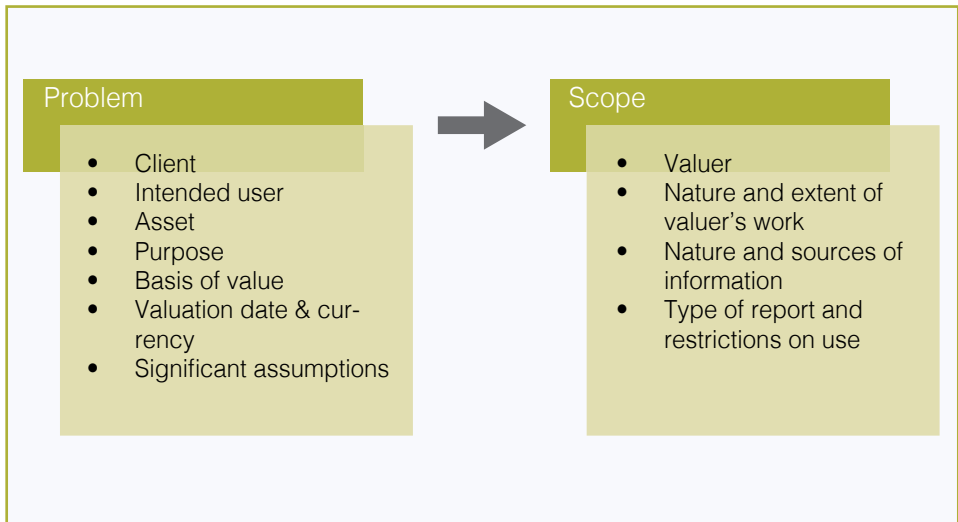 Problem
• Client
• Intended user
• Asset
• Purpose
• Basis of value
• Valuation date & cur-
rency
• Significant assumptions
Scope
• Valuer
• Nature and extent of
valuer's work
• Nature and sources of
information
• Type of report and
restrictions on use